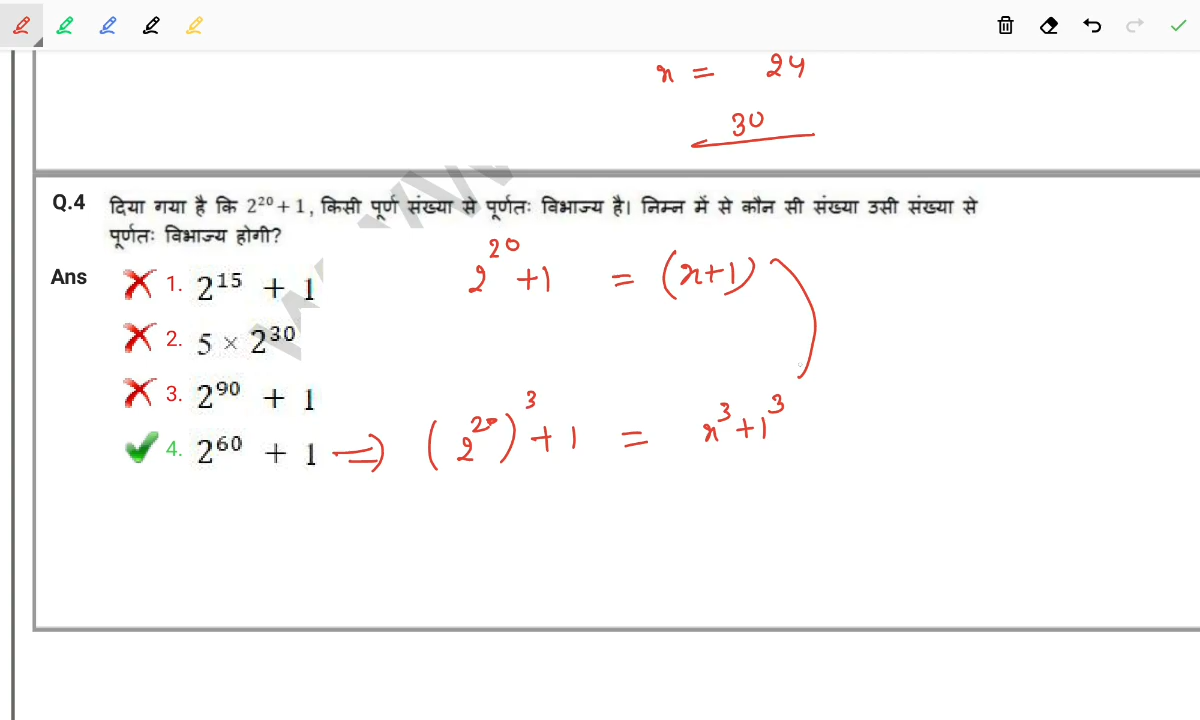 x = 24
30
Q.4 दिया गया है कि 2²⁰ + 1, किसी पूर्ण संख्या से पूर्णतः विभाज्य है। निम्न में से कौन सी संख्या उसी संख्या से
पूर्णतः विभाज्य होगी?
2²⁰ + 1 = (x+1)
Ans 1. 2¹⁵ + 1
2. 5 × 2³⁰
3. 2⁹⁰ + 1
4. 2⁶⁰ + 1 ⇒ (2²⁰)³ + 1 = x³ + 1³